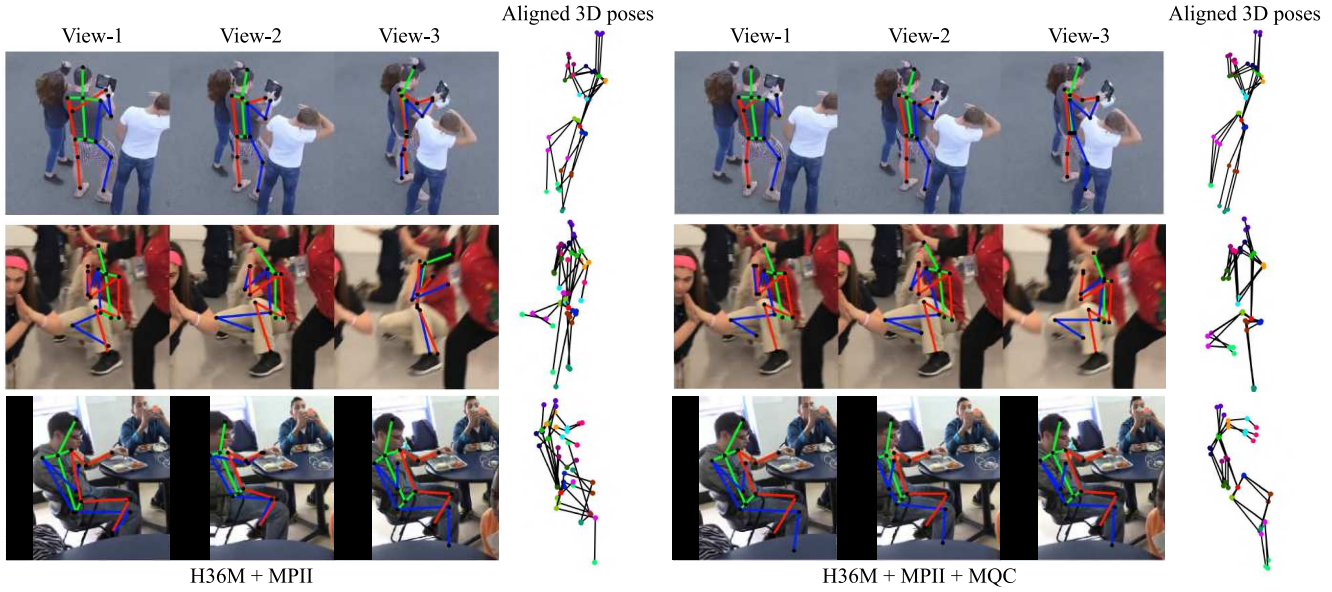 Aligned 3D poses
Aligned 3D poses
View-1 View-2 View-3
View-1 View-2 View-3
H36M + MPII
H36M + MPII + MQC